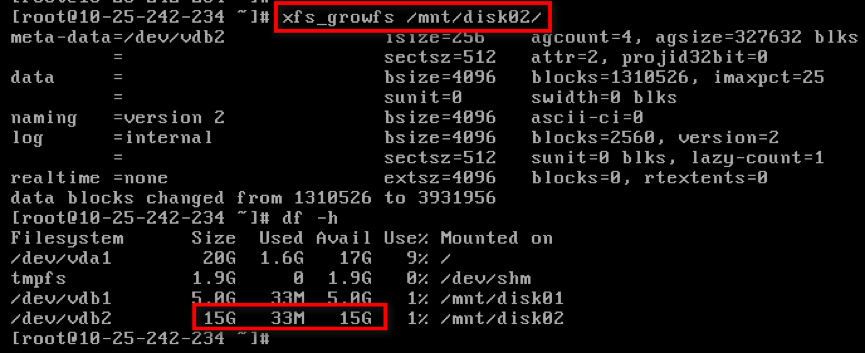 [root@10-25-242-234 ~]# xfs_growfs /mnt/disk02/
meta-data=/dev/vdb2 isize=256 agcount=4, agsize=327632 blks
= sectsz=512 attr=2, projid32bit=0
data = bsize=4096 blocks=1310526, imaxpct=25
= sunit=0 swidth=0 blks
naming =version 2 bsize=4096 ascii-ci=0
log =internal bsize=4096 blocks=2560, version=2
= sectsz=512 sunit=0 blks, lazy-count=1
realtime =none extsz=4096 blocks=0, rtextents=0
data blocks changed from 1310526 to 3931956
[root@10-25-242-234 ~]# df -h
Filesystem Size Used Avail Use% Mounted on
/dev/vda1 20G 1.6G 17G 9% /
tmpfs 1.9G 0 1.9G 0% /dev/shm
/dev/vdb1 5.0G 33M 5.0G 1% /mnt/disk01
/dev/vdb2 15G 33M 15G 1% /mnt/disk02
[root@10-25-242-234 ~]#